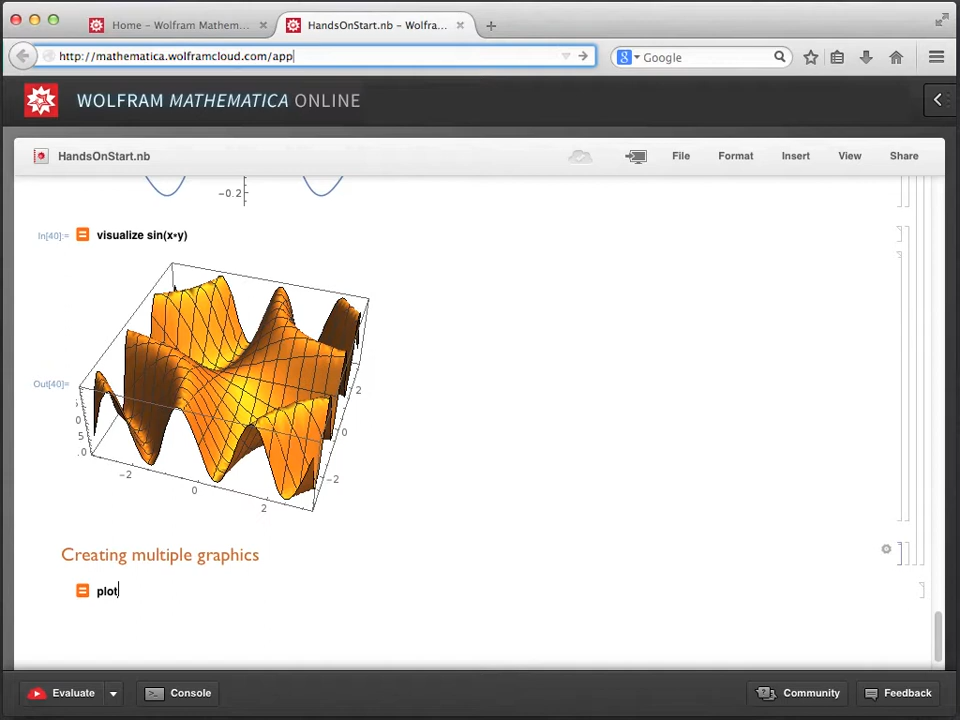 Home - Wolfram Mathem...
HandsOnStart.nb - Wolfra...
http://mathematica.wolframcloud.com/app
Google
WOLFRAM MATHEMATICA ONLINE
HandsOnStart.nb
File Format Insert View Share
-0.2
In[40]:=
visualize sin(x*y)
Out[40]=
2
0
5
0
.0
-2
-2
0
2
Creating multiple graphics
plot
Evaluate Console Community Feedback